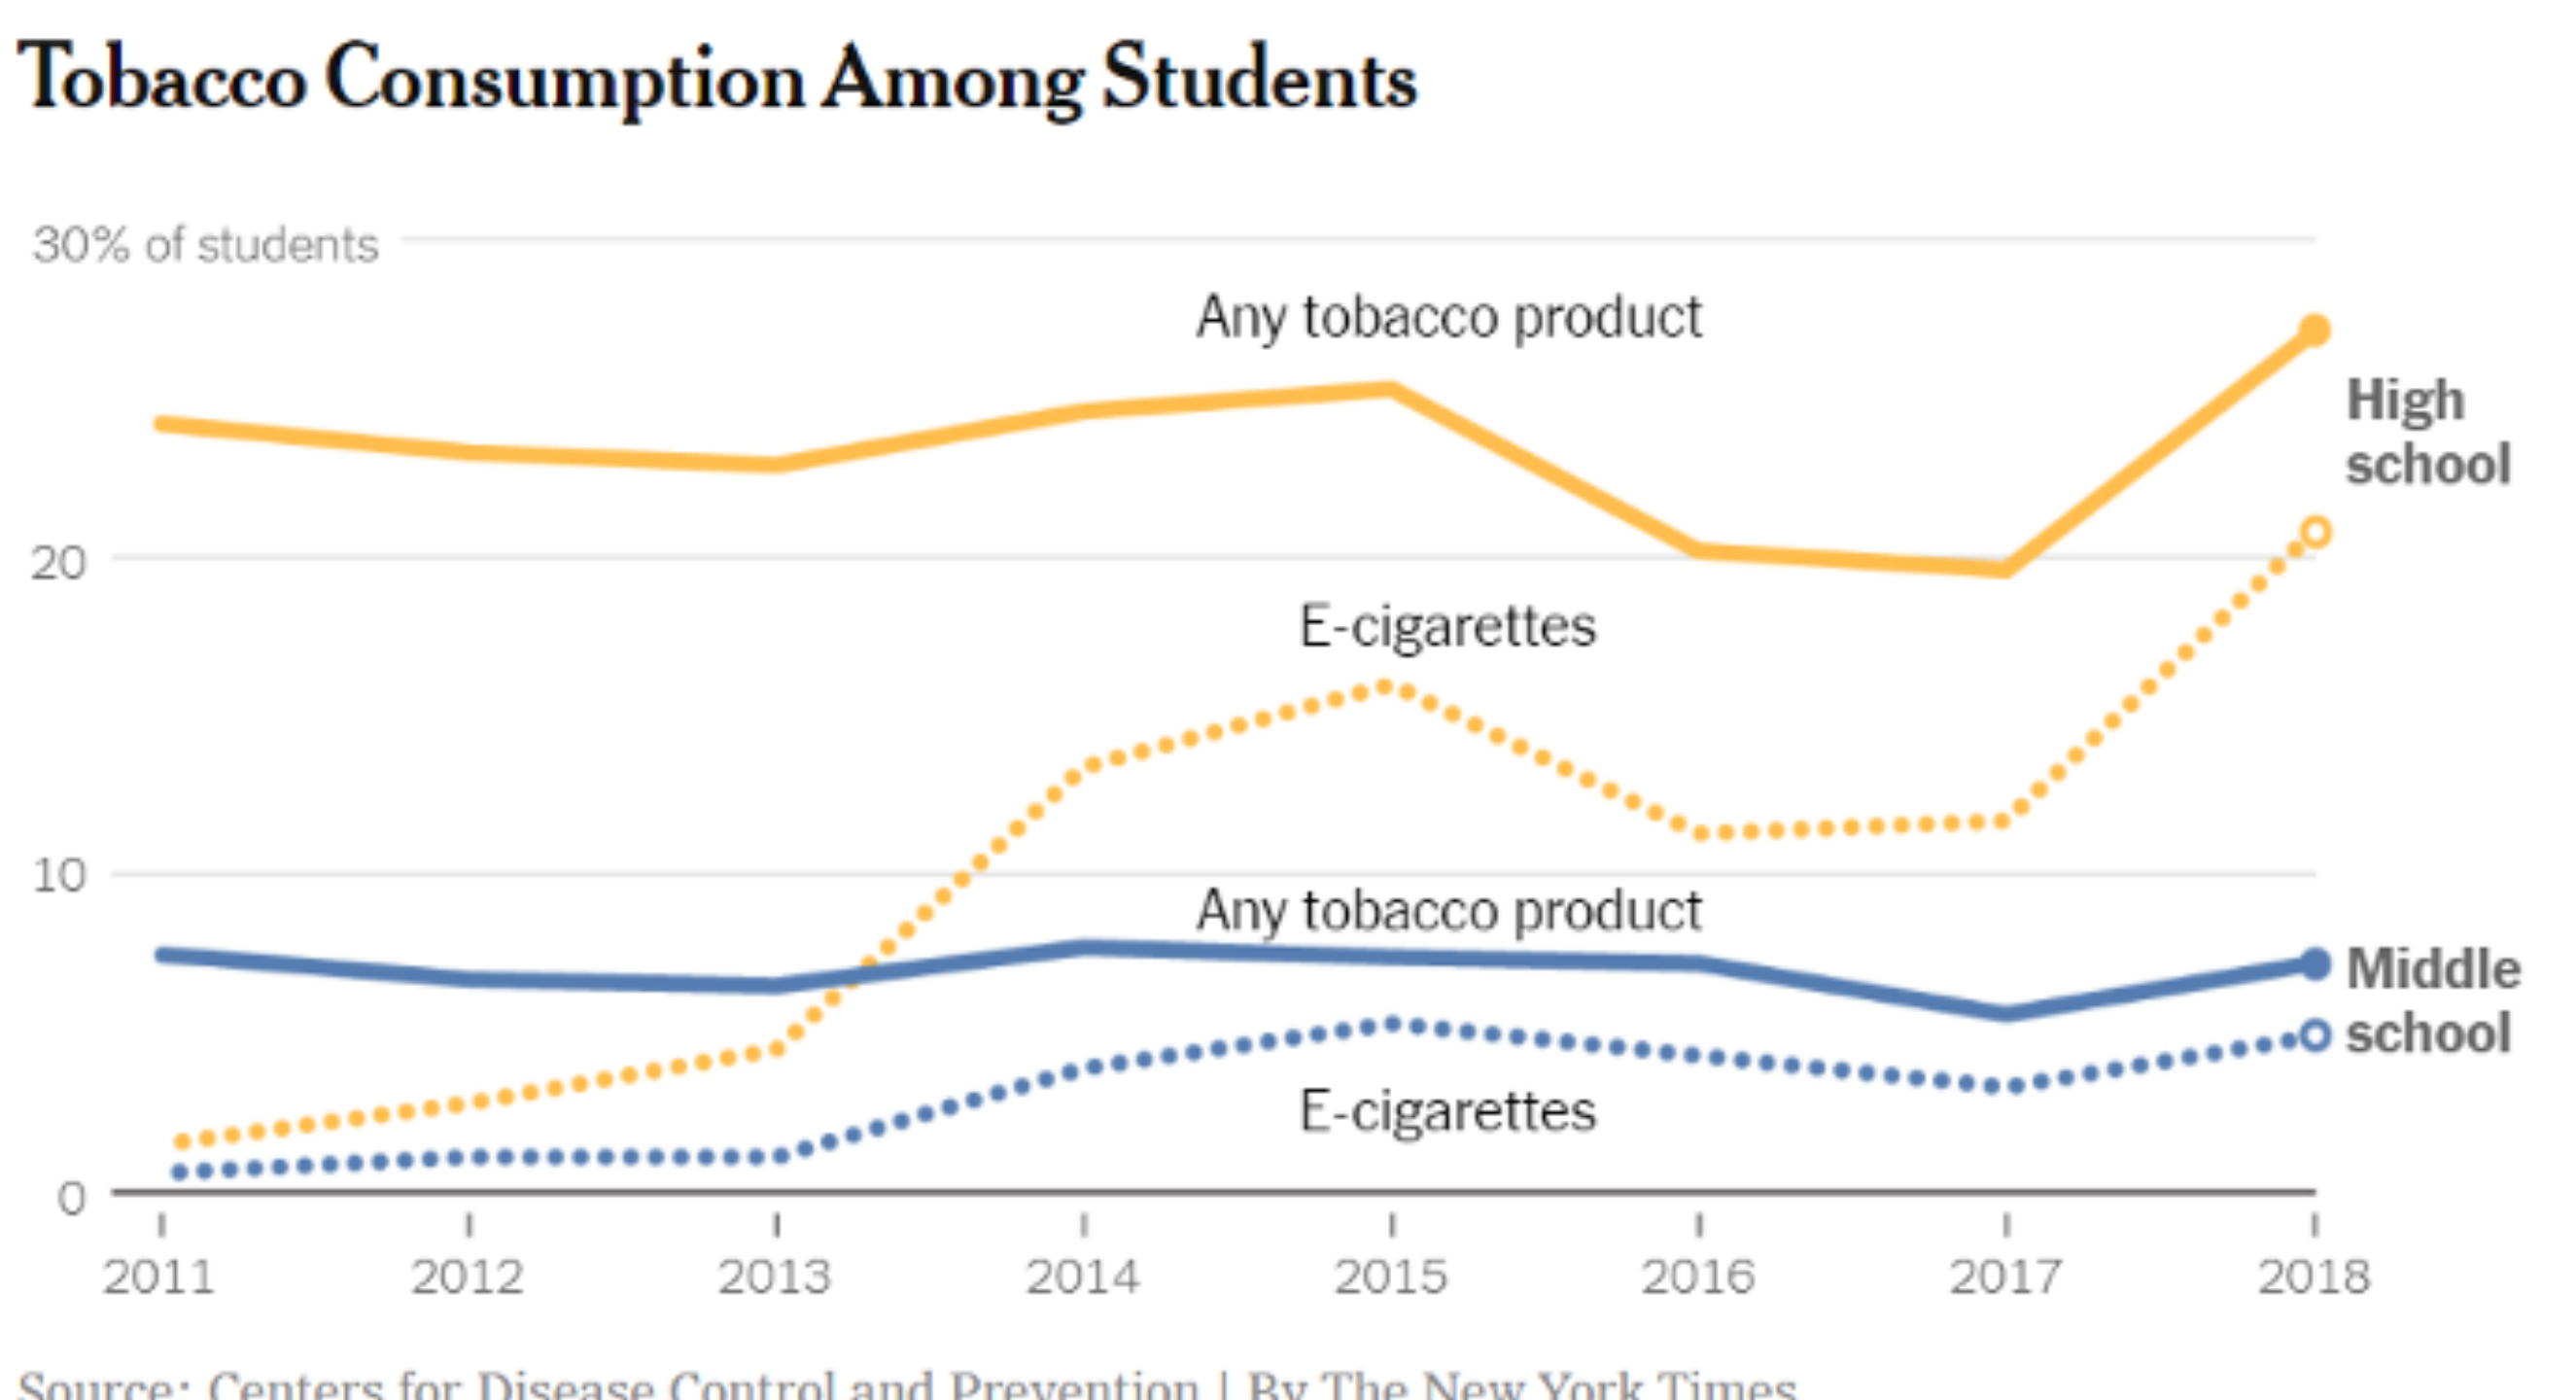 Tobacco Consumption Among Students
30% of students
Any tobacco product
High
school
20
E-cigarettes
10
Any tobacco product
Middle
school
E-cigarettes
0
2011 2012 2013 2014 2015 2016 2017 2018
Source: Centers for Disease Control and Prevention | By The New York Times